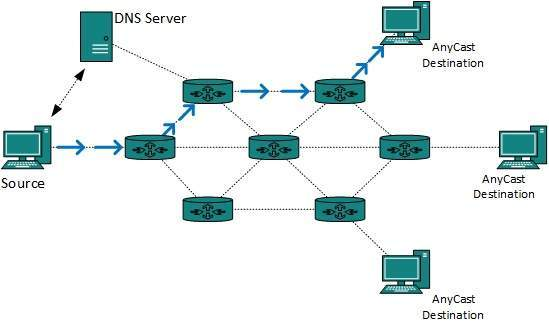 DNS Server
AnyCast
Destination
Source
AnyCast
Destination
AnyCast
Destination